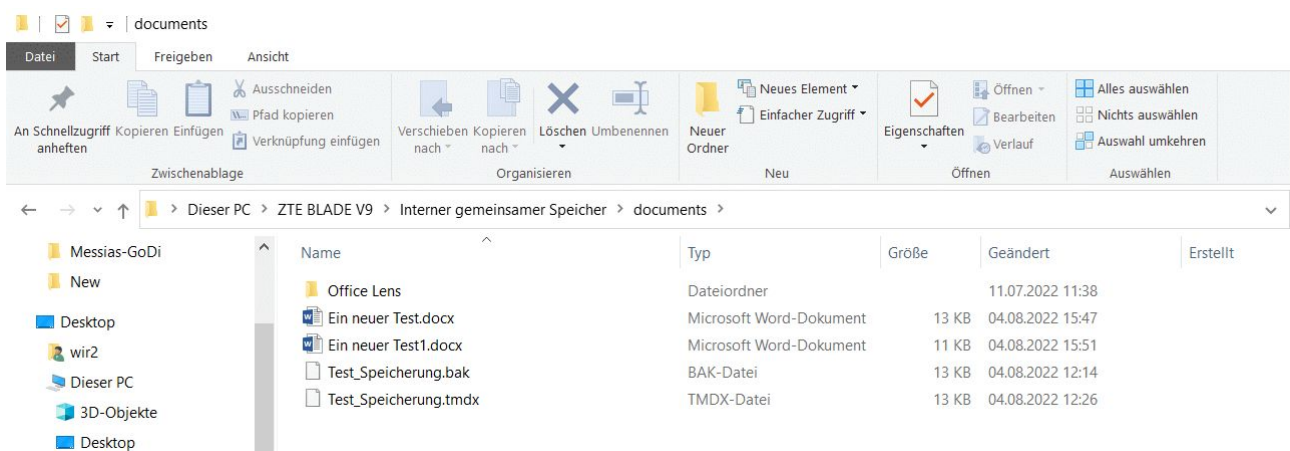 documents
Datei Start Freigeben Ansicht
An Schnellzugriff anheften
Kopieren
Einfügen
Ausschneiden
Pfad kopieren
Verknüpfung einfügen
Zwischenablage
Verschieben nach
Kopieren nach
Löschen
Umbenennen
Organisieren
Neuer Ordner
Neues Element
Einfacher Zugriff
Neu
Eigenschaften
Öffnen
Bearbeiten
Verlauf
Öffnen
Alles auswählen
Nichts auswählen
Auswahl umkehren
Auswählen
Dieser PC > ZTE BLADE V9 > Interner gemeinsamer Speicher > documents >
Messias-GoDi
New
Desktop
wir2
Dieser PC
3D-Objekte
Desktop
Name Typ Größe Geändert Erstellt
Office Lens Dateiordner 11.07.2022 11:38
Ein neuer Test.docx Microsoft Word-Dokument 13 KB 04.08.2022 15:47
Ein neuer Test1.docx Microsoft Word-Dokument 11 KB 04.08.2022 15:51
Test_Speicherung.bak BAK-Datei 13 KB 04.08.2022 12:14
Test_Speicherung.tmdx TMDX-Datei 13 KB 04.08.2022 12:26